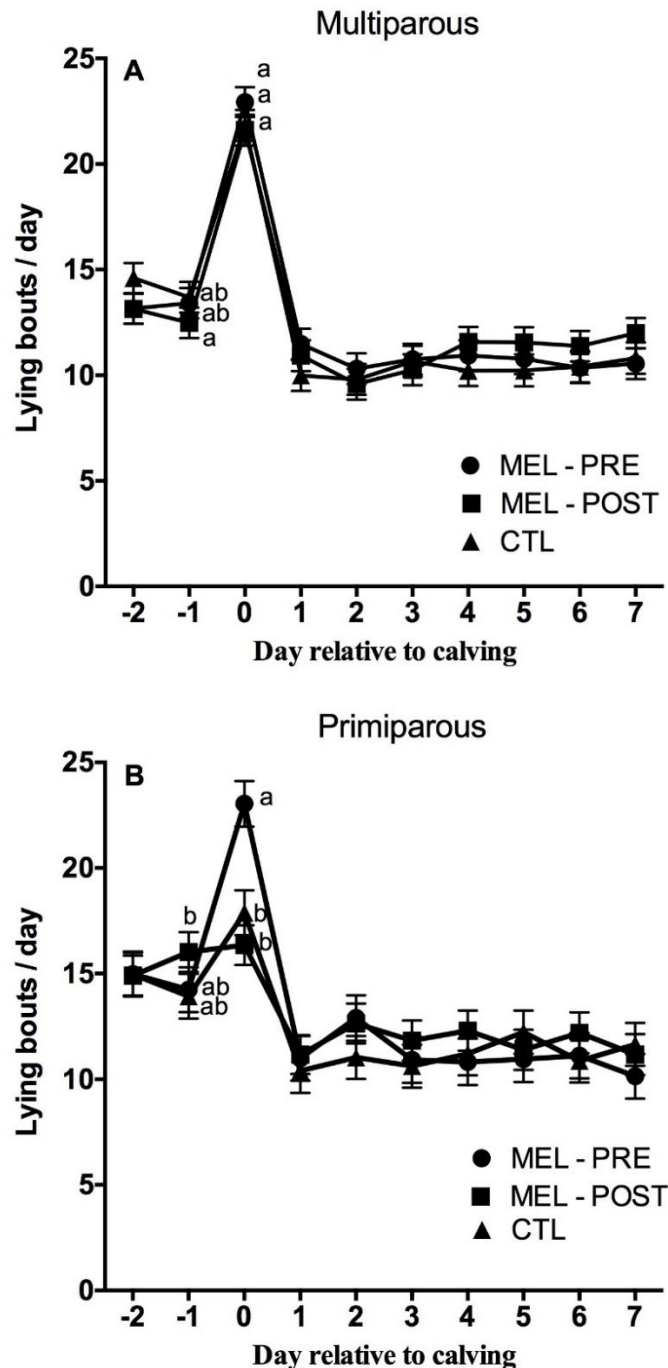 Multiparous
A
25
20
15
10
5
0
Lying bouts / day
a
a
a
ab
ab
a
MEL - PRE
MEL - POST
CTL
-2 -1 0 1 2 3 4 5 6 7
Day relative to calving
Primiparous
B
25
20
15
10
5
0
Lying bouts / day
a
b
b
b
ab
ab
MEL - PRE
MEL - POST
CTL
-2 -1 0 1 2 3 4 5 6 7
Day relative to calving